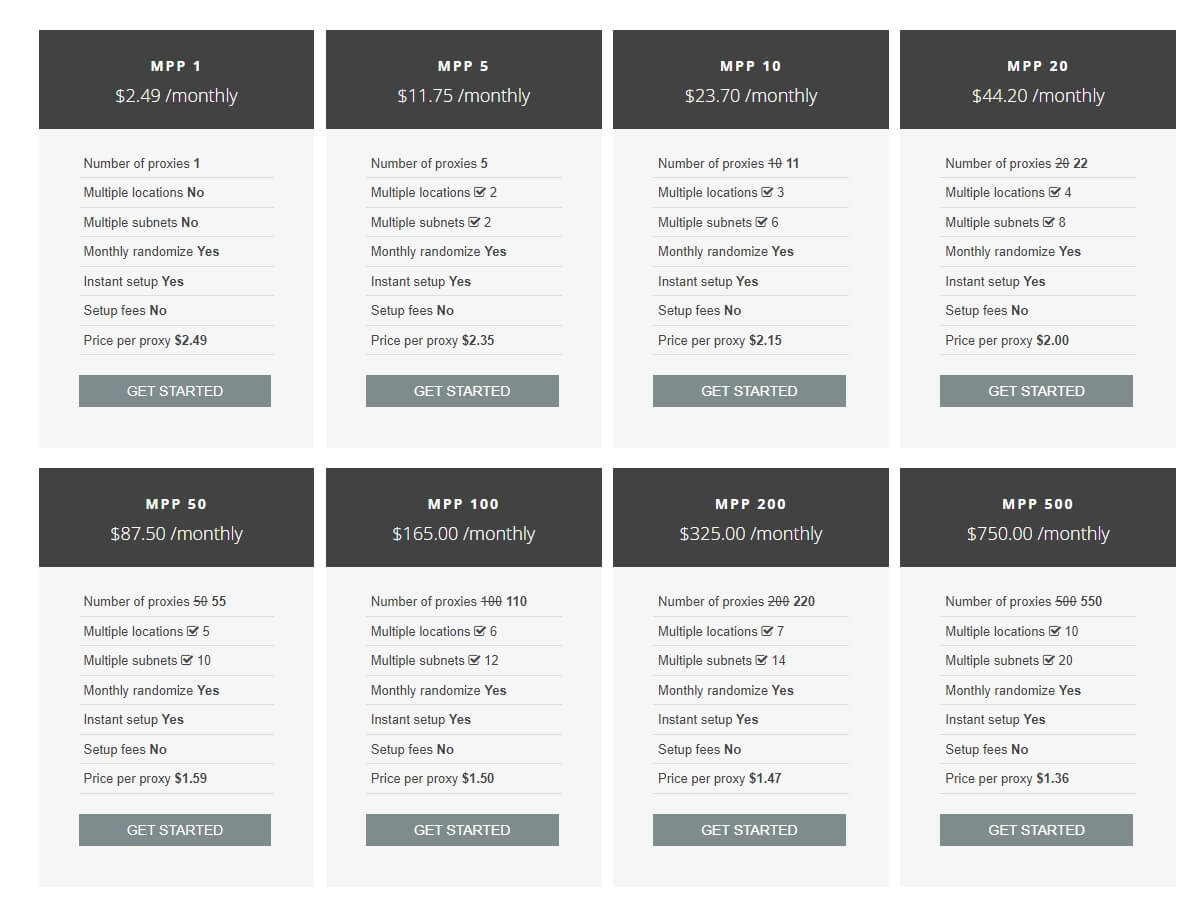 MPP 1
$2.49 /monthly
Number of proxies 1
Multiple locations No
Multiple subnets No
Monthly randomize Yes
Instant setup Yes
Setup fees No
Price per proxy $2.49
GET STARTED
MPP 5
$11.75 /monthly
Number of proxies 5
Multiple locations ☑ 2
Multiple subnets ☑ 2
Monthly randomize Yes
Instant setup Yes
Setup fees No
Price per proxy $2.35
GET STARTED
MPP 10
$23.70 /monthly
Number of proxies 10 11
Multiple locations ☑ 3
Multiple subnets ☑ 6
Monthly randomize Yes
Instant setup Yes
Setup fees No
Price per proxy $2.15
GET STARTED
MPP 20
$44.20 /monthly
Number of proxies 20 22
Multiple locations ☑ 4
Multiple subnets ☑ 8
Monthly randomize Yes
Instant setup Yes
Setup fees No
Price per proxy $2.00
GET STARTED
MPP 50
$87.50 /monthly
Number of proxies 50 55
Multiple locations ☑ 5
Multiple subnets ☑ 10
Monthly randomize Yes
Instant setup Yes
Setup fees No
Price per proxy $1.59
GET STARTED
MPP 100
$165.00 /monthly
Number of proxies 100 110
Multiple locations ☑ 6
Multiple subnets ☑ 12
Monthly randomize Yes
Instant setup Yes
Setup fees No
Price per proxy $1.50
GET STARTED
MPP 200
$325.00 /monthly
Number of proxies 200 220
Multiple locations ☑ 7
Multiple subnets ☑ 14
Monthly randomize Yes
Instant setup Yes
Setup fees No
Price per proxy $1.47
GET STARTED
MPP 500
$750.00 /monthly
Number of proxies 500 550
Multiple locations ☑ 10
Multiple subnets ☑ 20
Monthly randomize Yes
Instant setup Yes
Setup fees No
Price per proxy $1.36
GET STARTED